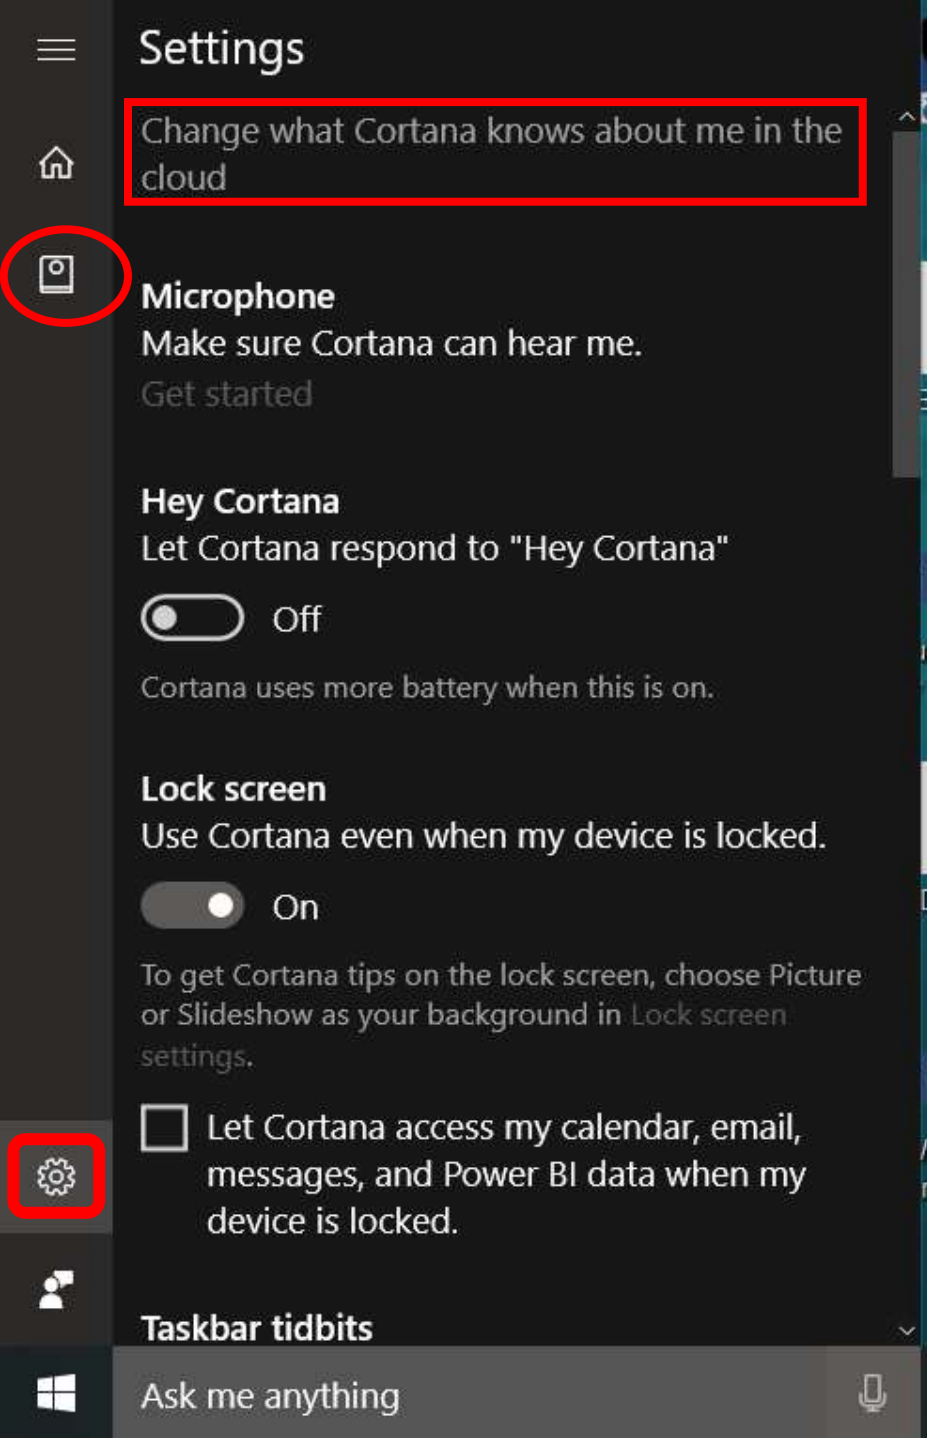 Settings
Change what Cortana knows about me in the
cloud
Microphone
Make sure Cortana can hear me.
Get started
Hey Cortana
Let Cortana respond to "Hey Cortana"
Off
Cortana uses more battery when this is on.
Lock screen
Use Cortana even when my device is locked.
On
To get Cortana tips on the lock screen, choose Picture
or Slideshow as your background in Lock screen
settings.
Let Cortana access my calendar, email,
messages, and Power BI data when my
device is locked.
Taskbar tidbits
Ask me anything